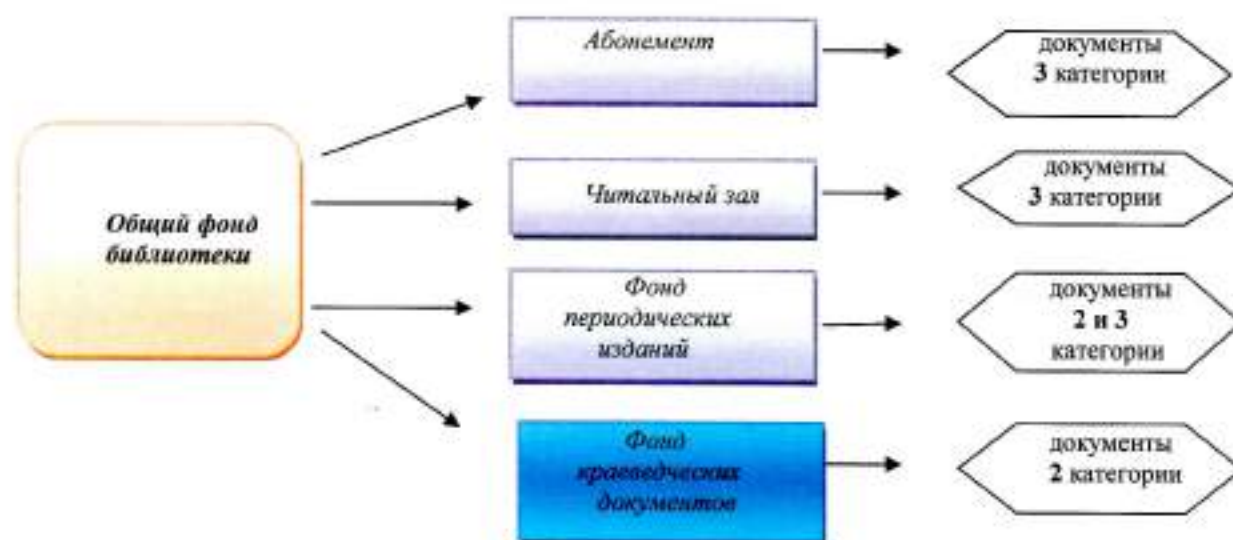 Общий фонд
библиотеки
Абонемент
документы
3 категории
Читальный зал
документы
3 категории
Фонд
периодических
изданий
документы
2 и 3
категории
Фонд
краеведческих
документов
документы
2 категории